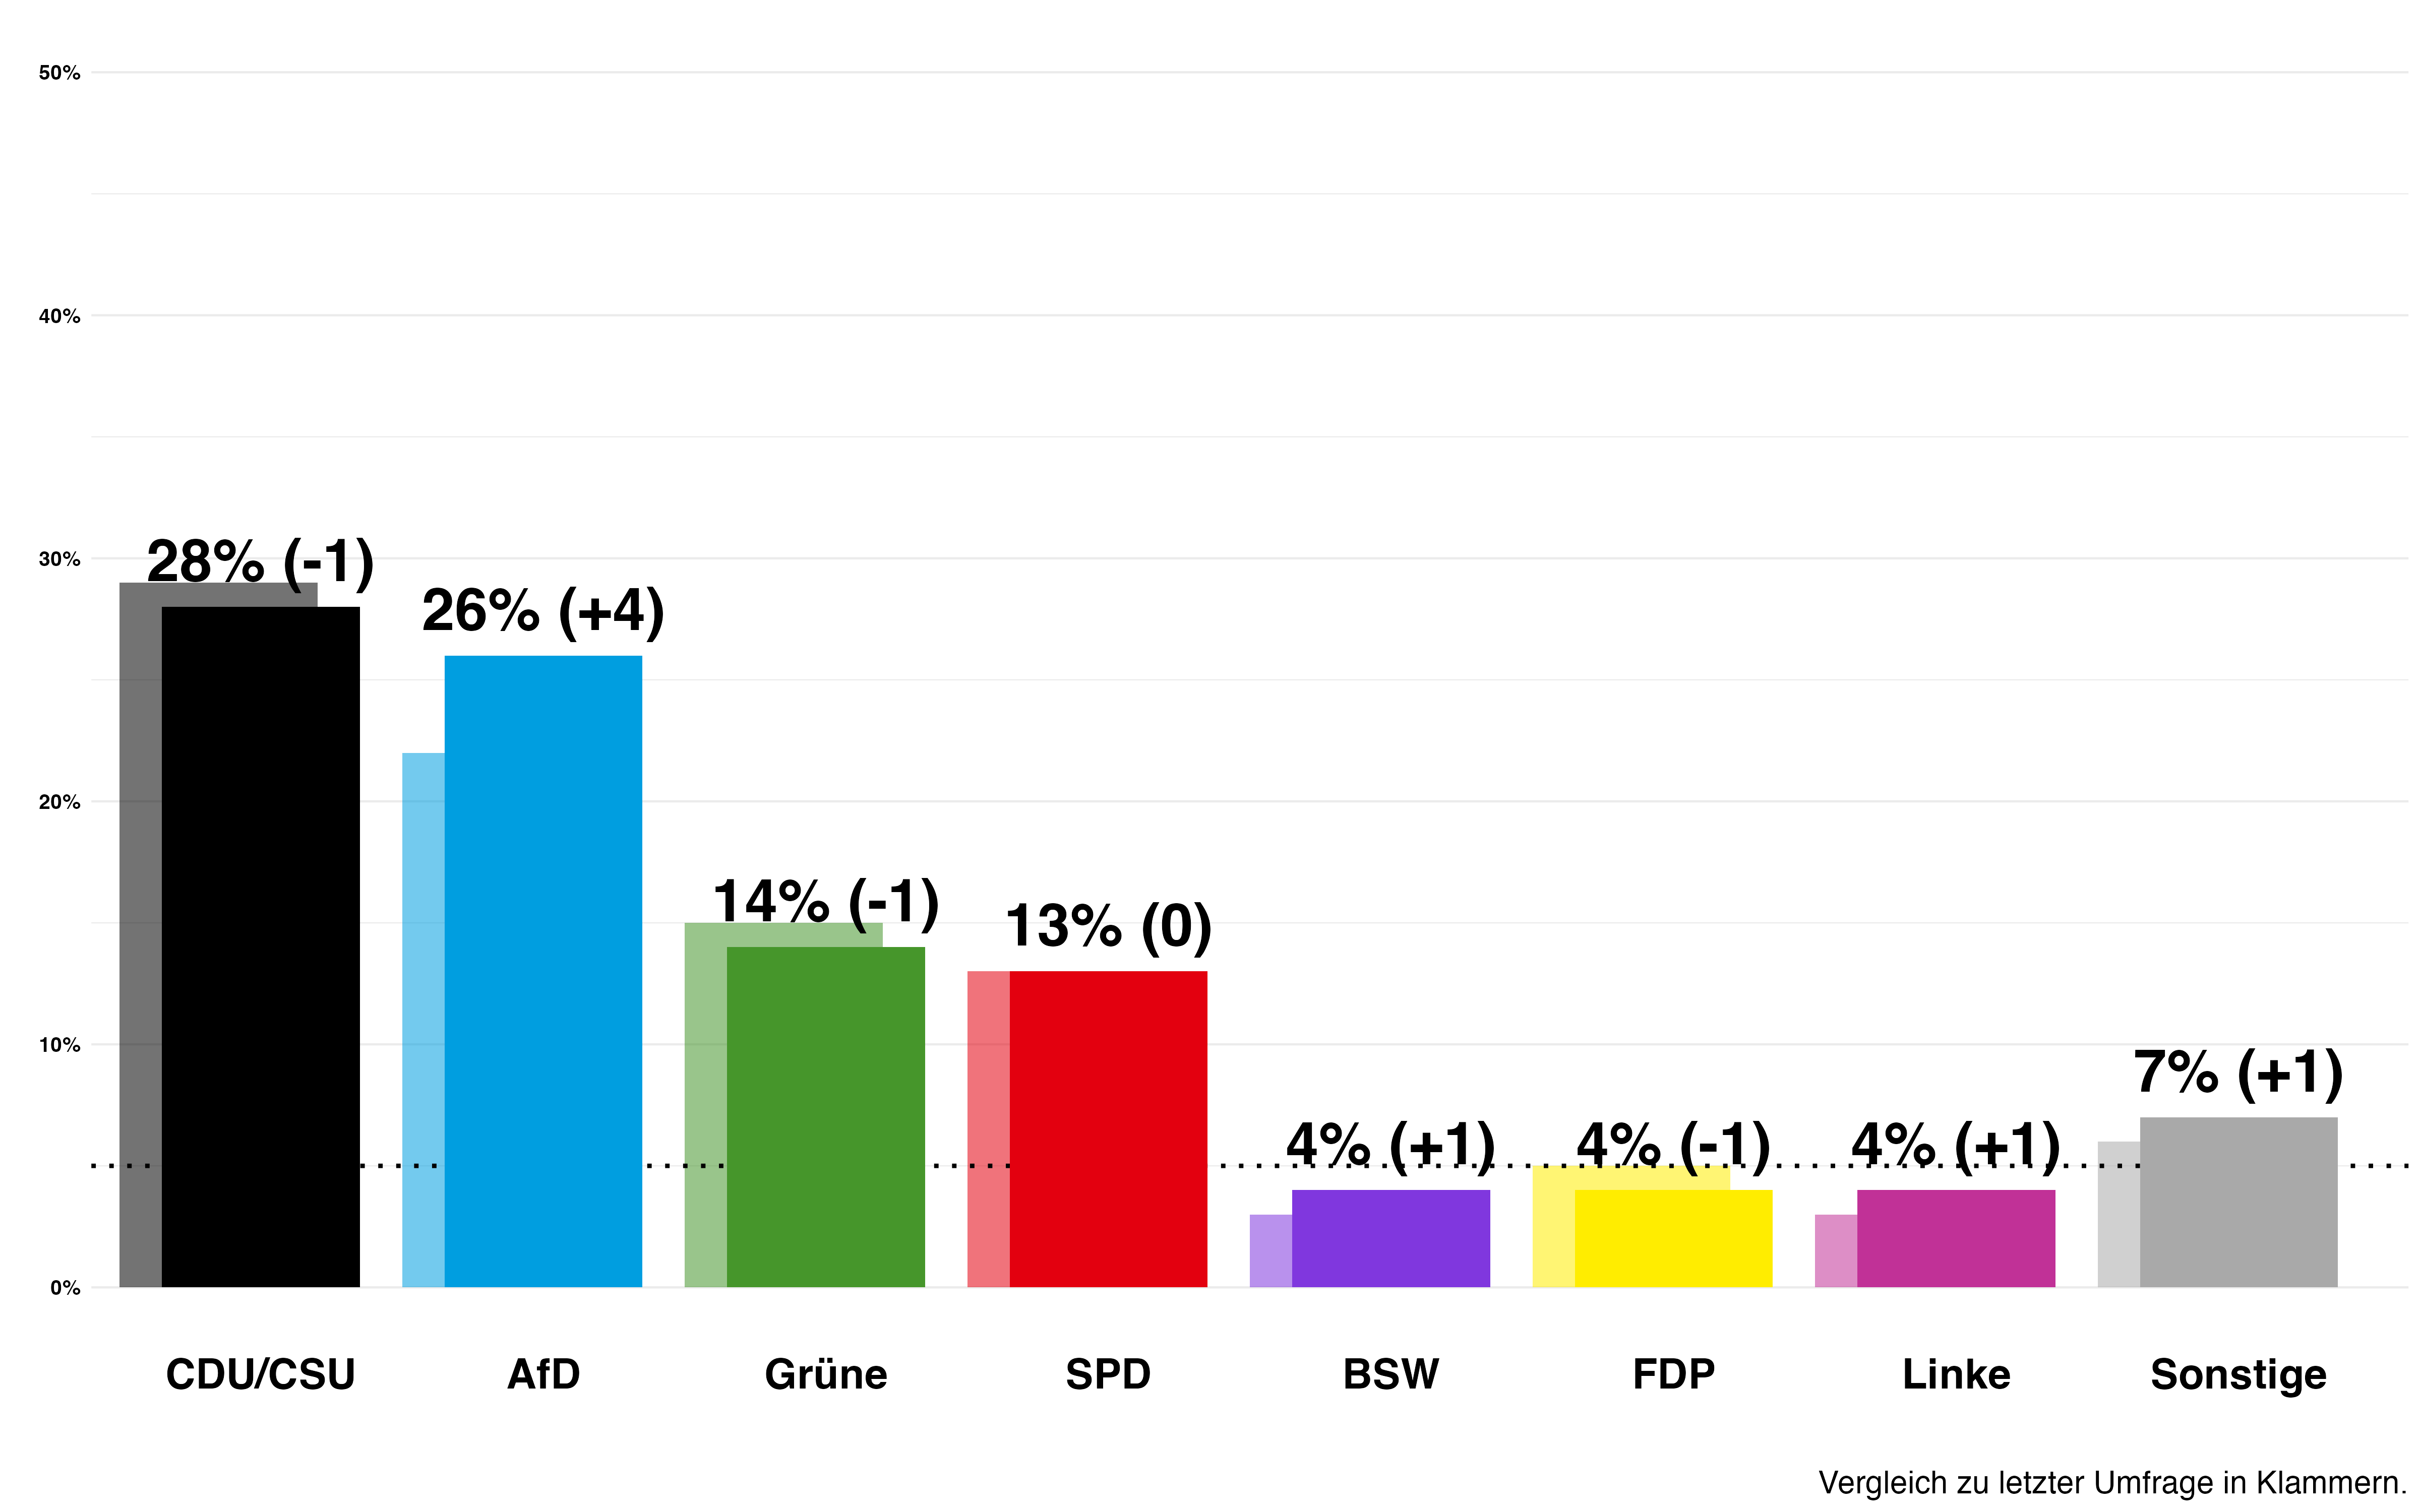 50%
40%
30%
20%
10%
0%
28% (-1)
26% (+4)
14% (-1)
13% (0)
4% (+1)
4% (-1)
4% (+1)
7% (+1)
CDU/CSU
AfD
Grüne
SPD
BSW
FDP
Linke
Sonstige
Vergleich zu letzter Umfrage in Klammern.